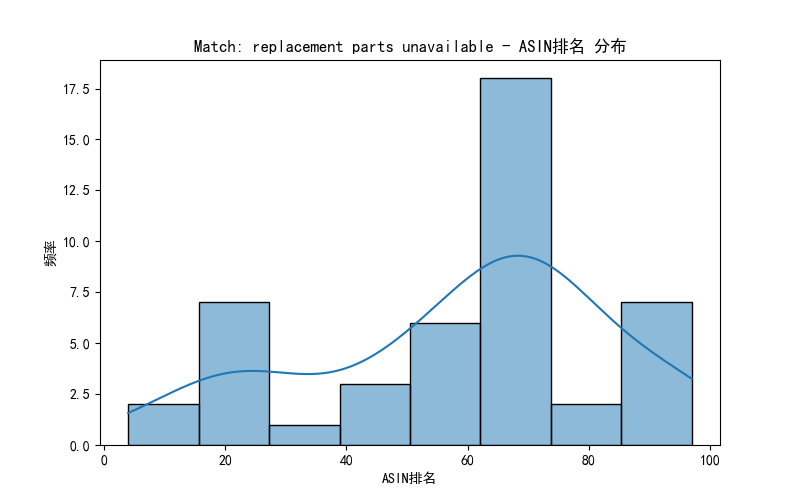 Match: replacement parts unavailable - ASIN排名 分布
频率
17.5
15.0
12.5
10.0
7.5
5.0
2.5
0.0
0 20 40 60 80 100
ASIN排名